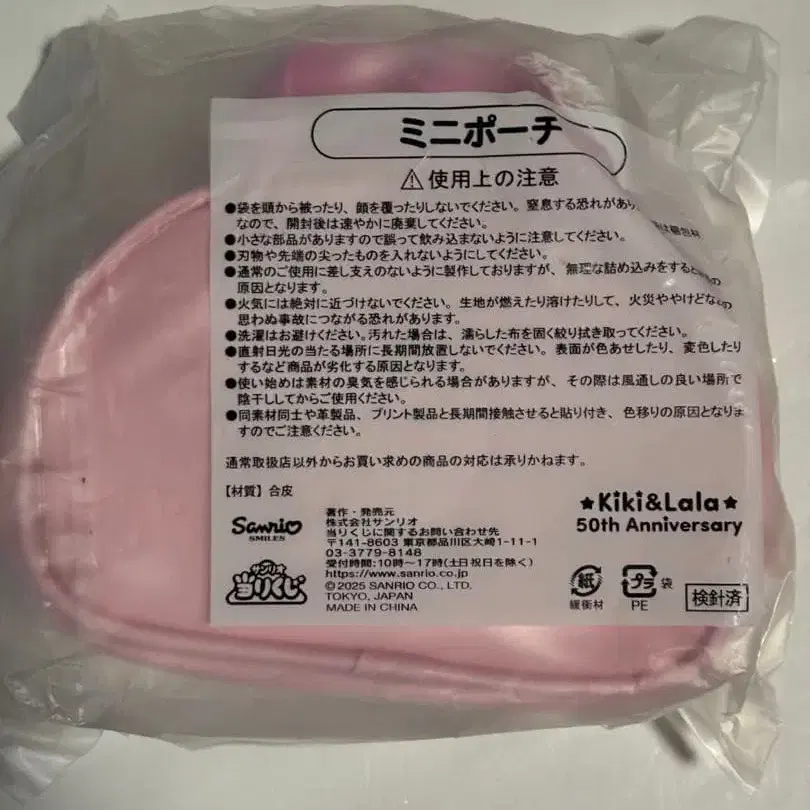 ミニポーチ
⚠使用上の注意
●袋を頭から被ったり、顔を覆ったりしないでください。窒息する恐れがあり、
は梱包材
なので、開封後は速やかに廃棄してください。
●小さな部品がありますので誤って飲み込まないように注意してください。
●刃物や先端の尖ったものを入れないようにしてください。
●通常のご使用に差し支えのないように製作しておりますが、無理な詰め込みをすると
原因となります。
●火気には絶対に近づけないでください。生地が燃えたり溶けたりして、火災ややけどなどの
思わぬ事故につながる恐れがあります。
●洗濯はお避けください。汚れた場合は、濡らした布を固く絞り拭き取ってください。
●直射日光の当たる場所に長期間放置しないでください。表面が色あせしたり、変色したり
するなど商品が劣化する原因となります。
●使い始めは素材の臭気を感じられる場合がありますが、その際は風通しの良い場所で
陰干ししてからご使用ください。
●同素材同士や革製品、プリント製品と長期間接触させると貼り付き、色移りの原因となりま
すのでご注意ください。
通常取扱店以外からお買い求めの商品の対応は承りかねます。
【材質】合皮
Sanrio
SMILES
サンリオ
当りくじ
著作・発売元
株式会社サンリオ
当りくじに関するお問い合わせ先
〒141-8603 東京都品川区大崎1-11-1
03-3779-8148
受付時間:10時〜17時(土日祝日を除く)
https://www.sanrio.co.jp
©2025 SANRIO CO., LTD.
TOKYO, JAPAN
MADE IN CHINA
★Kiki&Lala★
50th Anniversary
紙
緩衝材
プラ 袋
PE
検針済